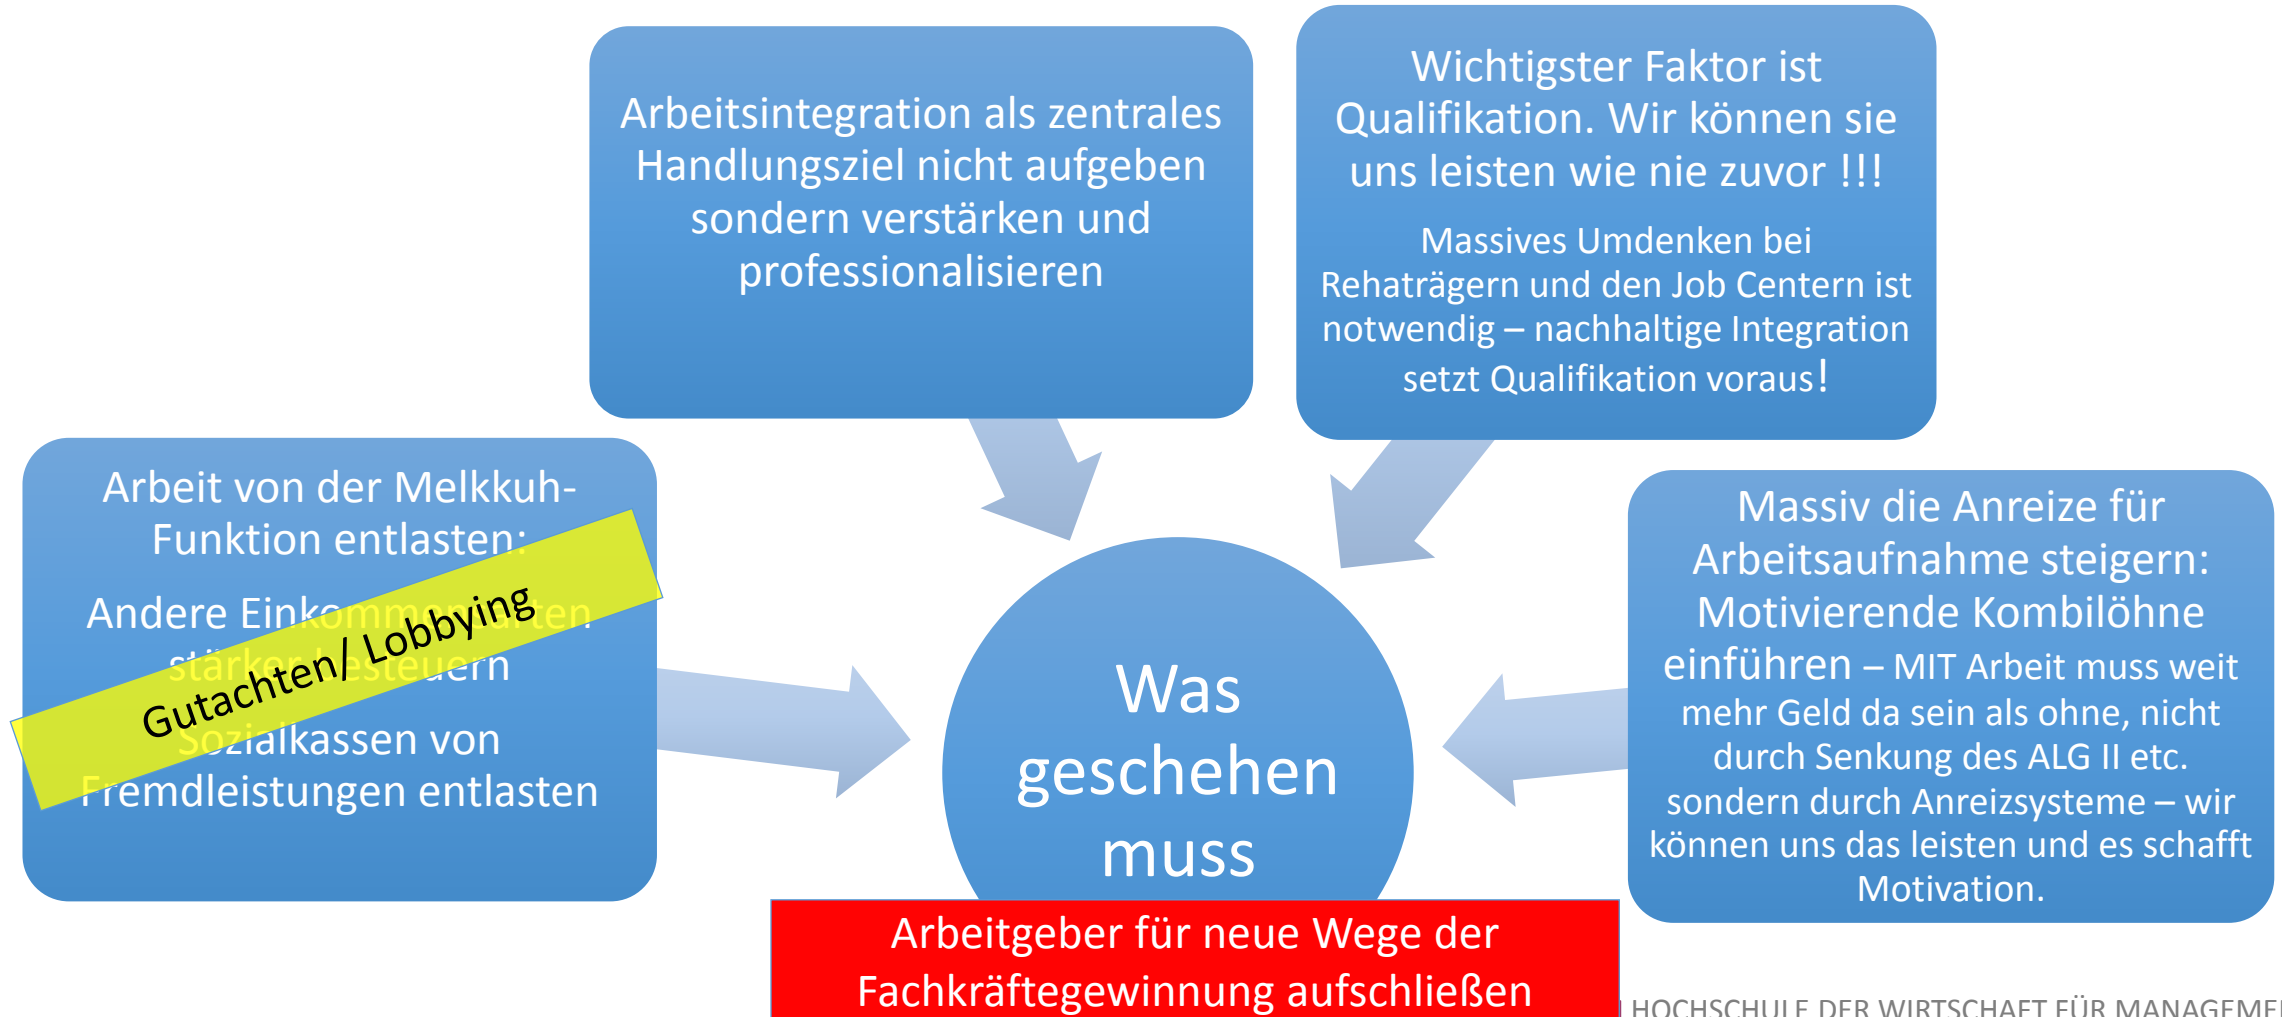 Arbeitsintegration als zentrales
Handlungsziel nicht aufgeben
sondern verstärken und
professionalisieren
Wichtigster Faktor ist
Qualifikation. Wir können sie
uns leisten wie nie zuvor !!!
Massives Umdenken bei
Rehaträgern und den Job Centern ist
notwendig – nachhaltige Integration
setzt Qualifikation voraus!
Arbeit von der Melkkuh-
Funktion entlasten:
Andere Einkommensarten
stärker besteuern
Sozialkassen von
Fremdleistungen entlasten
Gutachten/ Lobbying
Massiv die Anreize für
Arbeitsaufnahme steigern:
Motivierende Kombilöhne
einführen – MIT Arbeit muss weit
mehr Geld da sein als ohne, nicht
durch Senkung des ALG II etc.
sondern durch Anreizsysteme – wir
können uns das leisten und es schafft
Motivation.
Was
geschehen
muss
Arbeitgeber für neue Wege der
Fachkräftegewinnung aufschließen
HOCHSCHULE DER WIRTSCHAFT FÜR MANAGEME